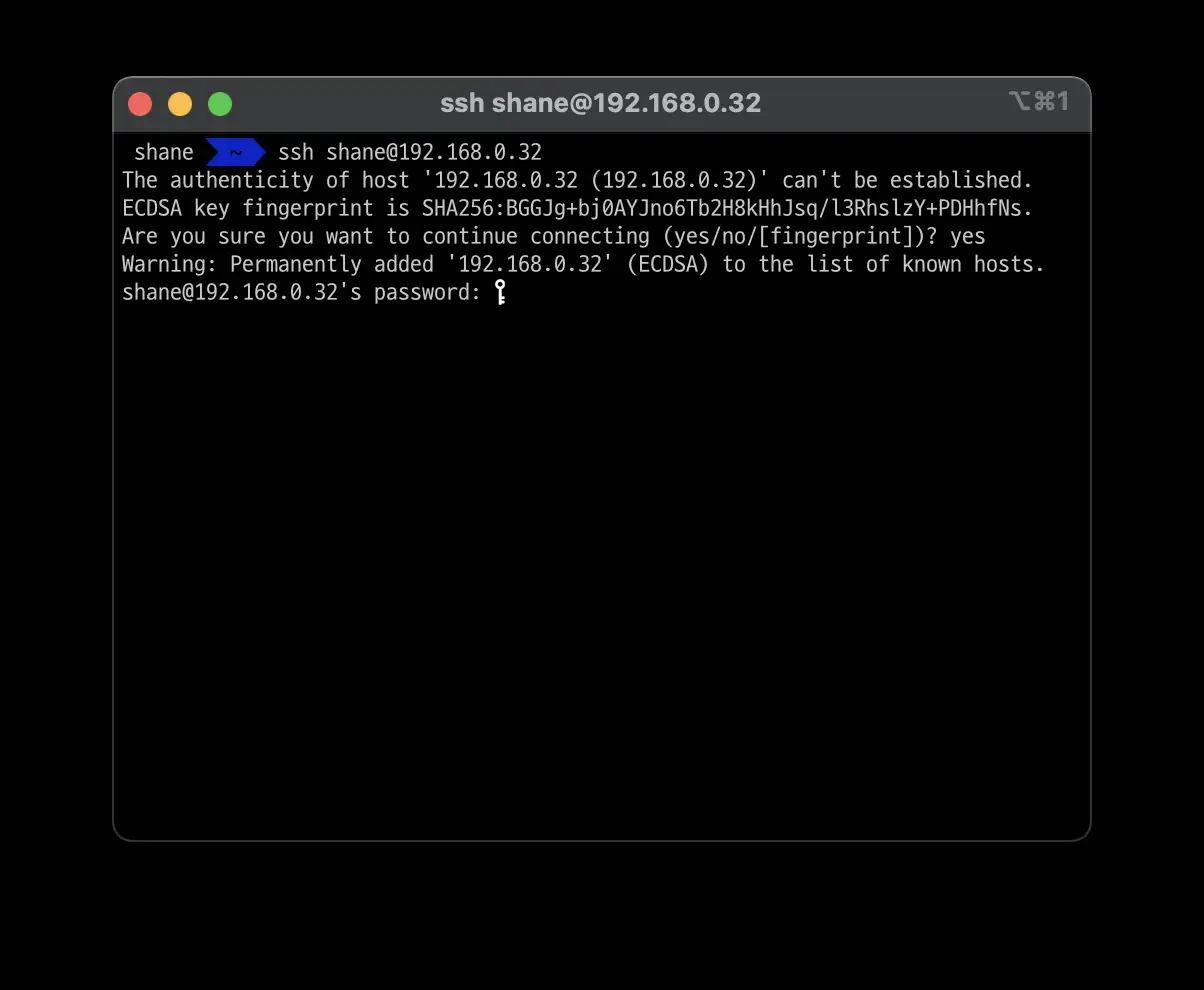 ssh shane@192.168.0.32
⌥⌘1
shane ~ ssh shane@192.168.0.32
The authenticity of host '192.168.0.32 (192.168.0.32)' can't be established.
ECDSA key fingerprint is SHA256:BGGJg+bj0AYJno6Tb2H8kHhJsq/l3RhslzY+PDHhfNs.
Are you sure you want to continue connecting (yes/no/[fingerprint])? yes
Warning: Permanently added '192.168.0.32' (ECDSA) to the list of known hosts.
shane@192.168.0.32's password: